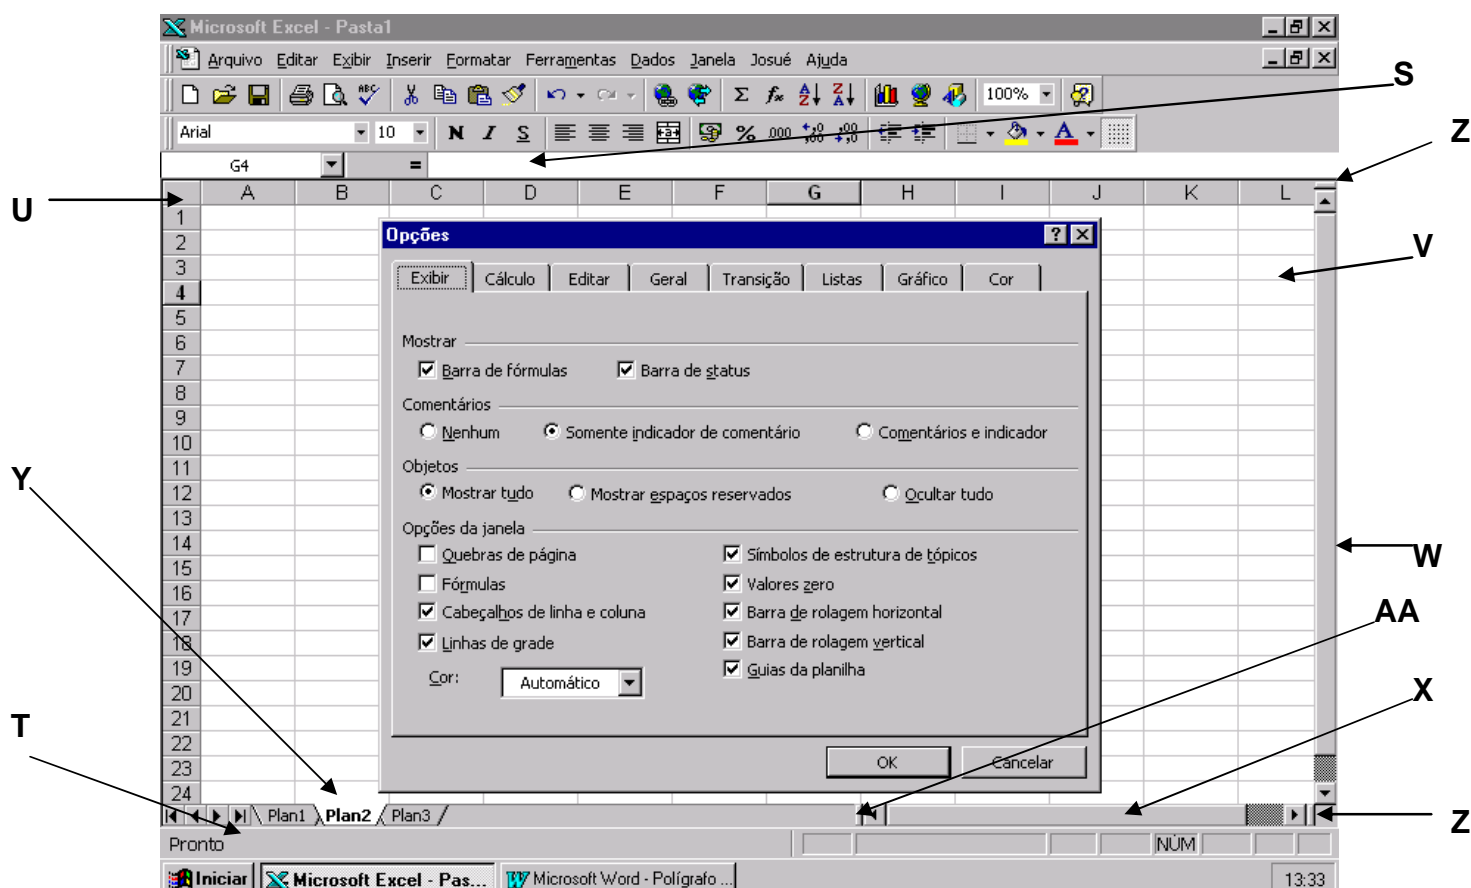 Microsoft Excel - Pasta1
Arquivo Editar Exibir Inserir Formatar Ferramentas Dados Janela Josué Ajuda
S
ABC Σ f* A Z Z A 100% ?
Arial 10 N I S % .000 ,0 ,00 ,00 ,0 A
Z
G4 =
U
A B C D E F G H I J K L
1
2
3
4
5
6
7
8
9
10
11
12
13
14
15
16
17
18
19
20
21
22
23
24
Opções ?
V
Exibir Cálculo Editar Geral Transição Listas Gráfico Cor
Mostrar
Barra de fórmulas Barra de status
Comentários
Nenhum Somente indicador de comentário Comentários e indicador
Objetos
Y
Mostrar tudo Mostrar espaços reservados Ocultar tudo
Opções da janela
Quebras de página Símbolos de estrutura de tópicos
W
Fórmulas Valores zero
Cabeçalhos de linha e coluna Barra de rolagem horizontal
AA
Linhas de grade Barra de rolagem vertical
Guias da planilha
Cor: Automático
X
T
OK Cancelar
Plan1 Plan2 Plan3
Z
Pronto NÚM
Iniciar Microsoft Excel - Pas... Microsoft Word - Polígrafo ... 13:33